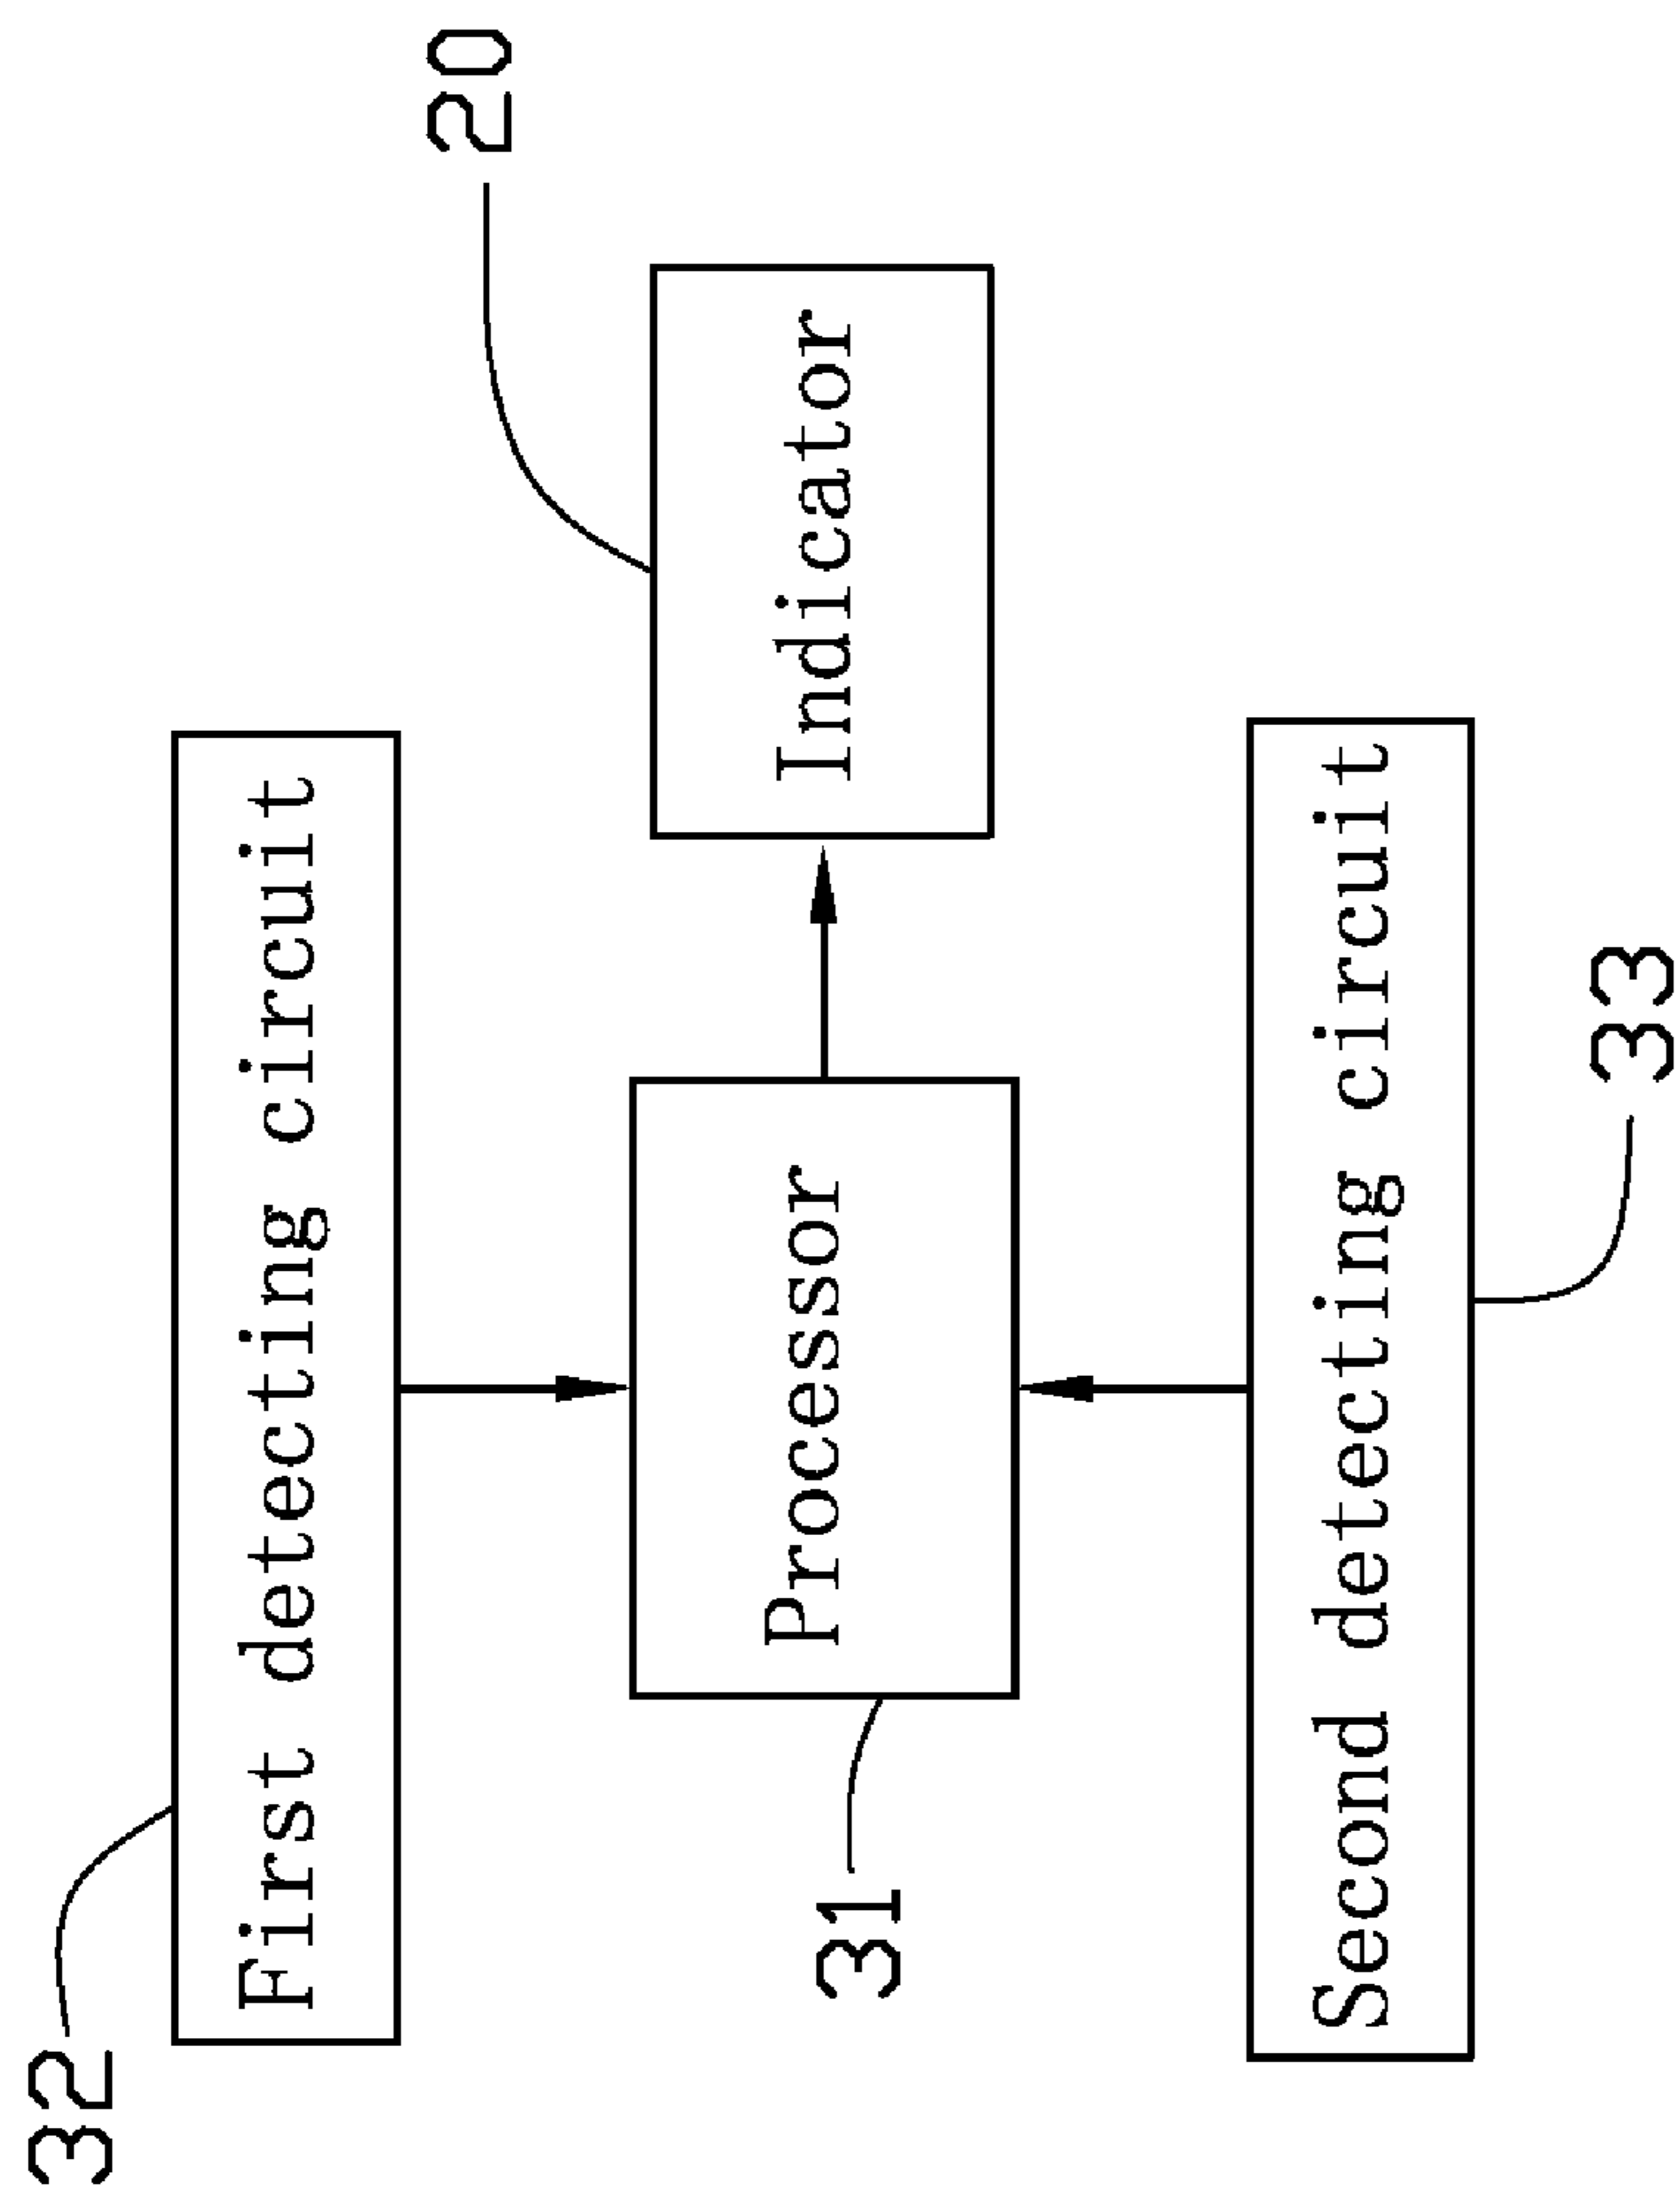 32
First detecting circuit
20
31
Processor
Indicator
Second detecting circuit
33